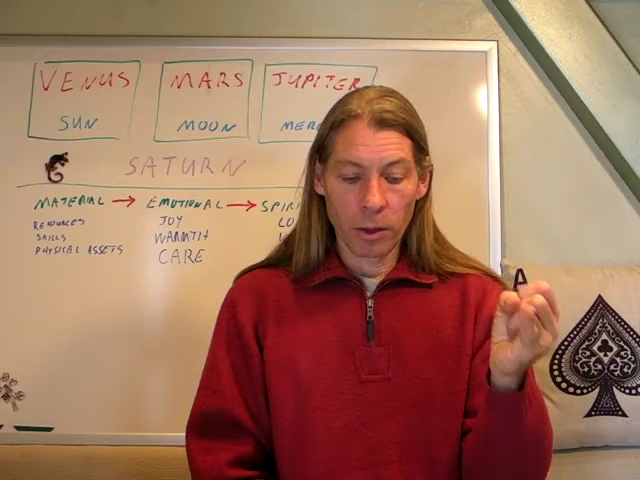 VENUS MARS JUPITER
SUN MOON
SATURN
MATERIAL → EMOTIONAL →
RESOURCES JOY
SKILLS WARMTH
PHYSICAL ASSETS CARE
A